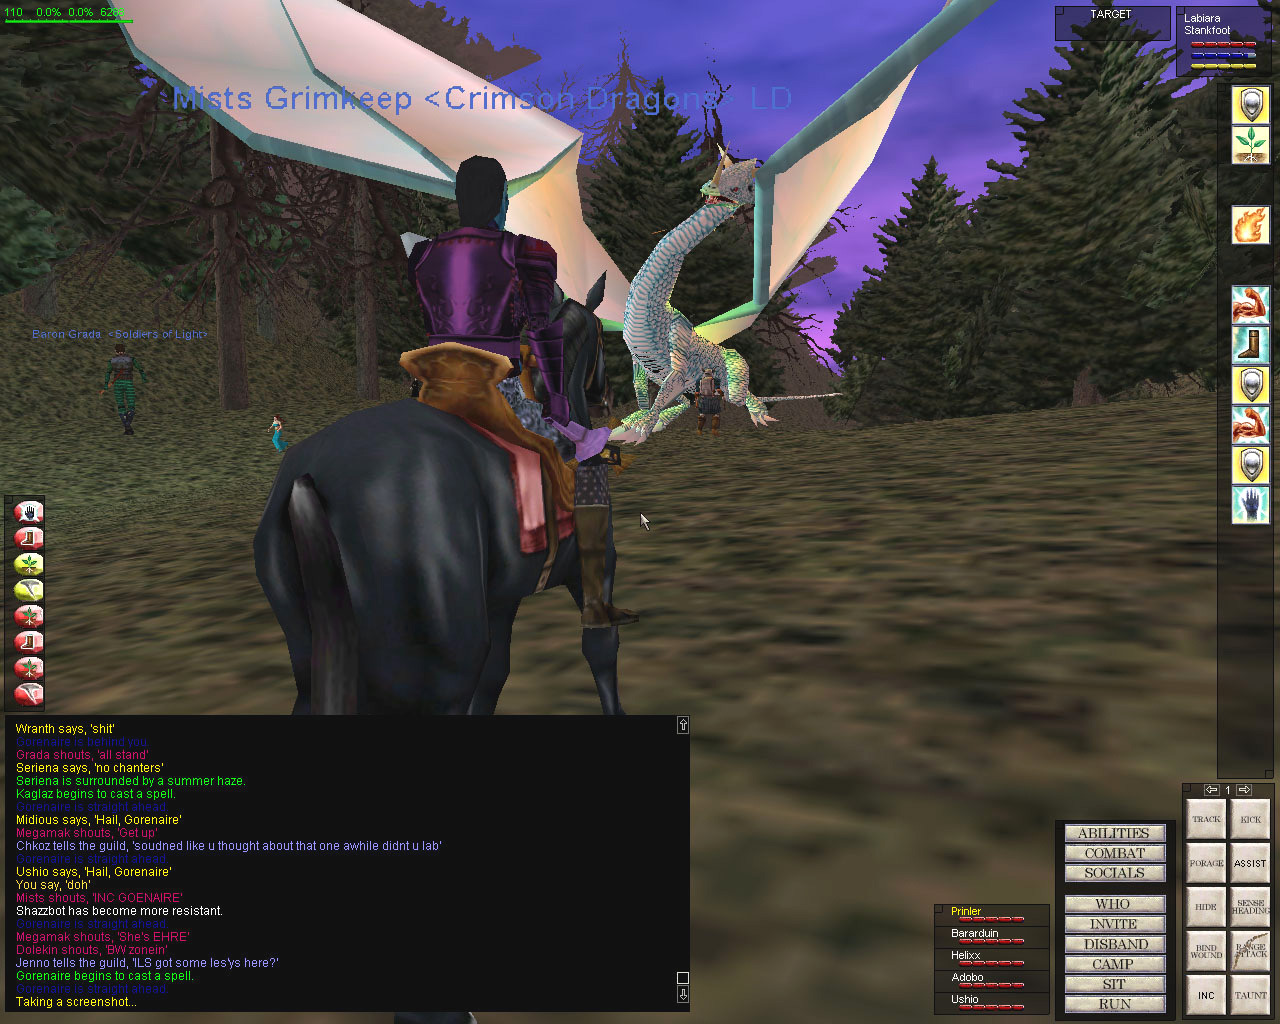 110 0.0% 0.0% 628
TARGET
Labiara
Stankfoot
Mists Grimkeep <Crimson Dragons> LD
Baron Grada <Soldiers of Light>
Wranth says, 'shit'
Gorenaire is behind you.
Grada shouts, 'all stand'
Seriena says, 'no chanters'
Seriena is surrounded by a summer haze.
Kaglaz begins to cast a spell.
Gorenaire is straight ahead.
Midious says, 'Hail, Gorenaire'
Megamak shouts, 'Get up'
Chkoz tells the guild, 'soudned like u thought about that one awhile didnt u lab'
Gorenaire is straight ahead.
Ushio says, 'Hail, Gorenaire'
You say, 'doh'
Mists shouts, 'INC GOENAIRE'
Shazzbot has become more resistant.
Gorenaire is straight ahead.
Megamak shouts, 'She's EHRE'
Dolekin shouts, 'BW zonein'
Jenno tells the guild, 'ILS got some les'ys here?'
Gorenaire begins to cast a spell.
Gorenaire is straight ahead.
Taking a screenshot...
Printer
Bararduin
Helixx
Adobo
Ushio
ABILITIES
COMBAT
SOCIALS
WHO
INVITE
DISBAND
CAMP
SIT
RUN
1
TRACK KICK
FORAGE ASSIST
HIDE SENSE HEADING
BIND WOUND RANGE ATTACK
INC TAUNT